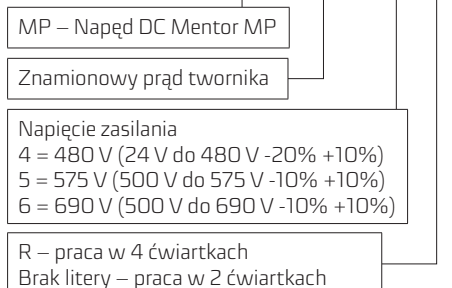 MP – Napęd DC Mentor MP
Znamionowy prąd twornika
Napięcie zasilania
4 = 480 V (24 V do 480 V -20% +10%)
5 = 575 V (500 V do 575 V -10% +10%)
6 = 690 V (500 V do 690 V -10% +10%)
R – praca w 4 ćwiartkach
Brak litery – praca w 2 ćwiartkach